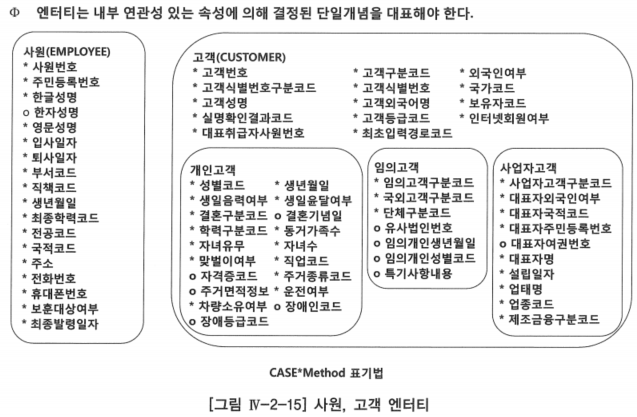 Φ 엔터티는 내부 연관성 있는 속성에 의해 결정된 단일개념을 대표해야 한다.
사원(EMPLOYEE)
* 사원번호
* 주민등록번호
* 한글성명
o 한자성명
* 영문성명
* 입사일자
* 퇴사일자
* 부서코드
* 직책코드
* 생년월일
* 최종학력코드
* 전공코드
* 국적코드
* 주소
* 전화번호
* 휴대폰번호
* 보훈대상여부
* 최종발령일자
고객(CUSTOMER)
* 고객번호
* 고객식별번호구분코드
* 고객성명
* 실명확인결과코드
* 대표취급자사원번호
* 고객구분코드
* 고객식별번호
* 고객외국어명
* 고객등급코드
* 최초입력경로코드
* 외국인여부
* 국가코드
* 보유자코드
* 인터넷회원여부
개인고객
* 성별코드
* 생일음력여부
* 결혼구분코드
* 학력구분코드
* 자녀유무
* 맞벌이여부
o 자격증코드
o 주거면적정보
* 차량소유여부
o 장애등급코드
* 생년월일
* 생일윤달여부
o 결혼기념일
* 동거가족수
* 자녀수
* 직업코드
* 주거종류코드
* 운전여부
o 장애인코드
임의고객
* 임의고객구분코드
* 국외고객구분코드
* 단체구분코드
o 유사법인번호
o 임의개인생년월일
o 임의개인성별코드
o 특기사항내용
사업자고객
* 사업자고객구분코드
* 대표자외국인여부
* 대표자국적코드
* 대표자주민등록번호
o 대표자여권번호
* 대표자명
* 설립일자
* 업태명
* 업종코드
* 제조금융구분코드
CASE*Method 표기법
[그림 Ⅳ-2-15] 사원, 고객 엔터티